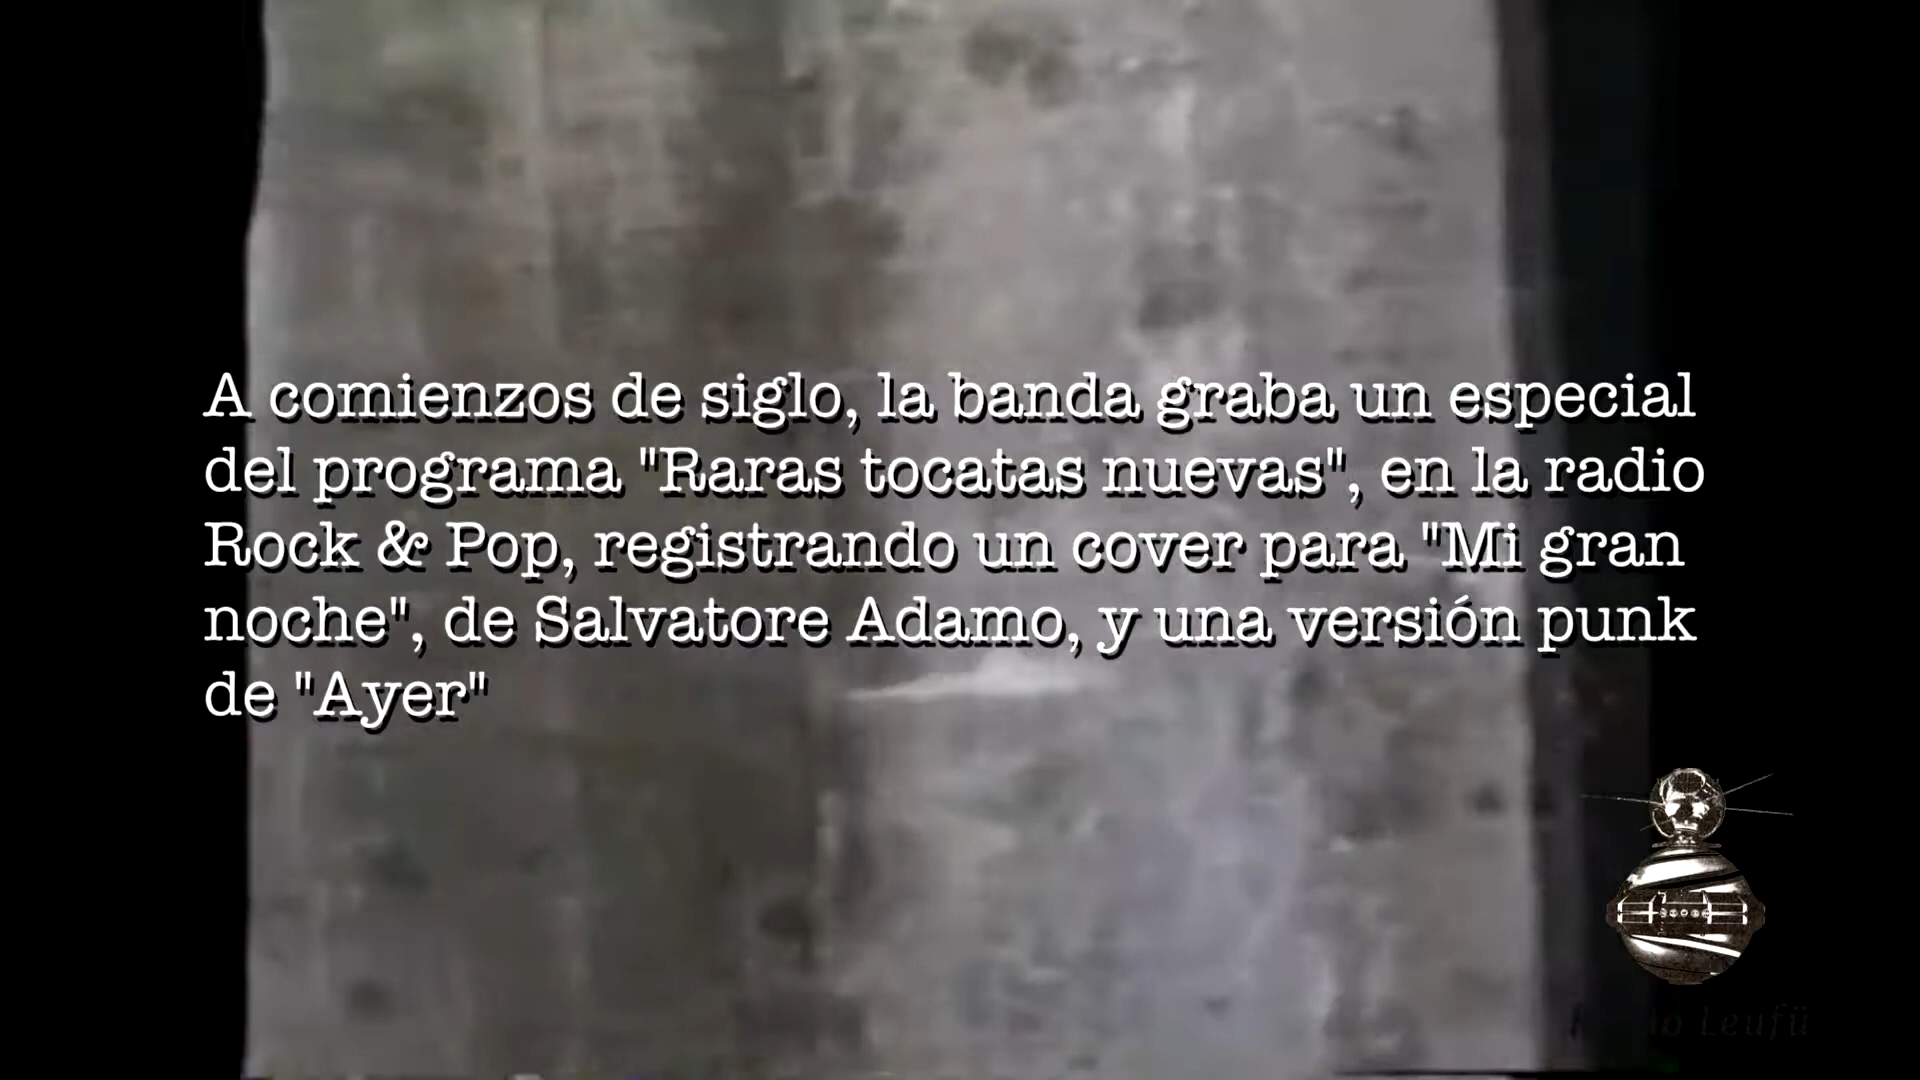 A comienzos de siglo, la banda graba un especial
del programa "Raras tocatas nuevas", en la radio
Rock & Pop, registrando un cover para "Mi gran
noche", de Salvatore Adamo, y una versión punk
de "Ayer"
Leufü